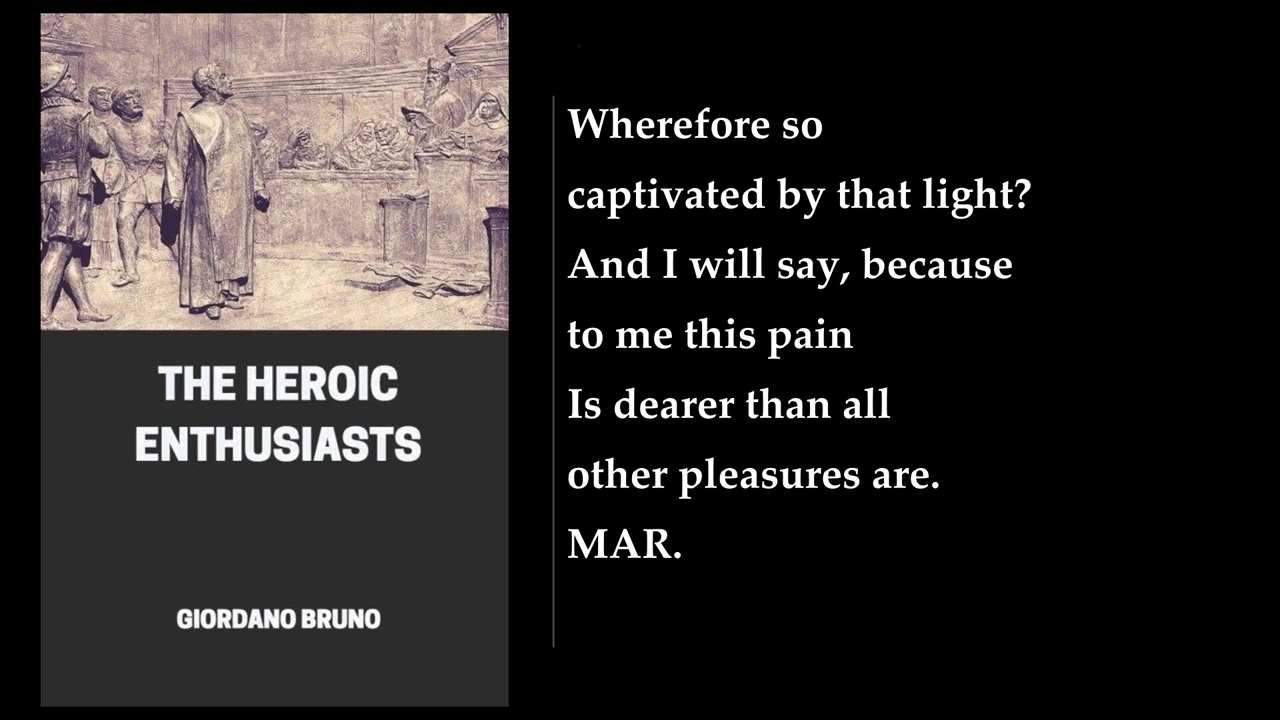 THE HEROIC
ENTHUSIASTS
GIORDANO BRUNO
Wherefore so
captivated by that light?
And I will say, because
to me this pain
Is dearer than all
other pleasures are.
MAR.